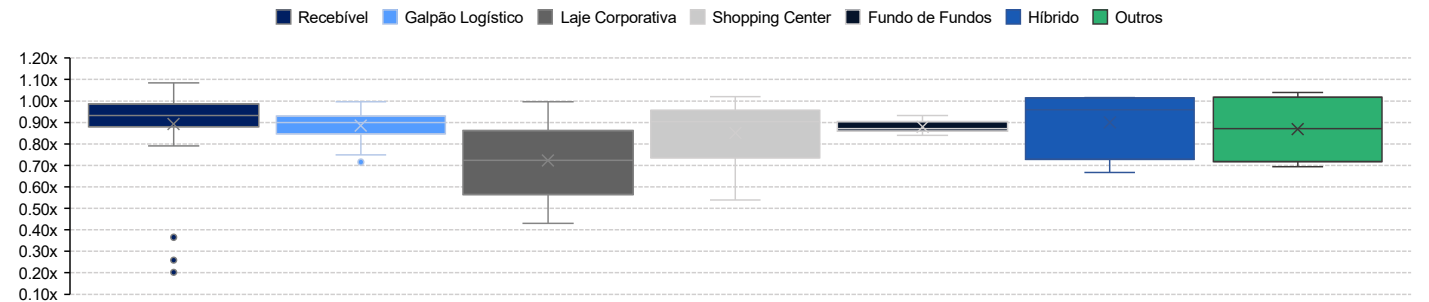 Recebível Galpão Logístico Laje Corporativa Shopping Center Fundo de Fundos Híbrido Outros
1.20x
1.10x
1.00x
0.90x
0.80x
0.70x
0.60x
0.50x
0.40x
0.30x
0.20x
0.10x